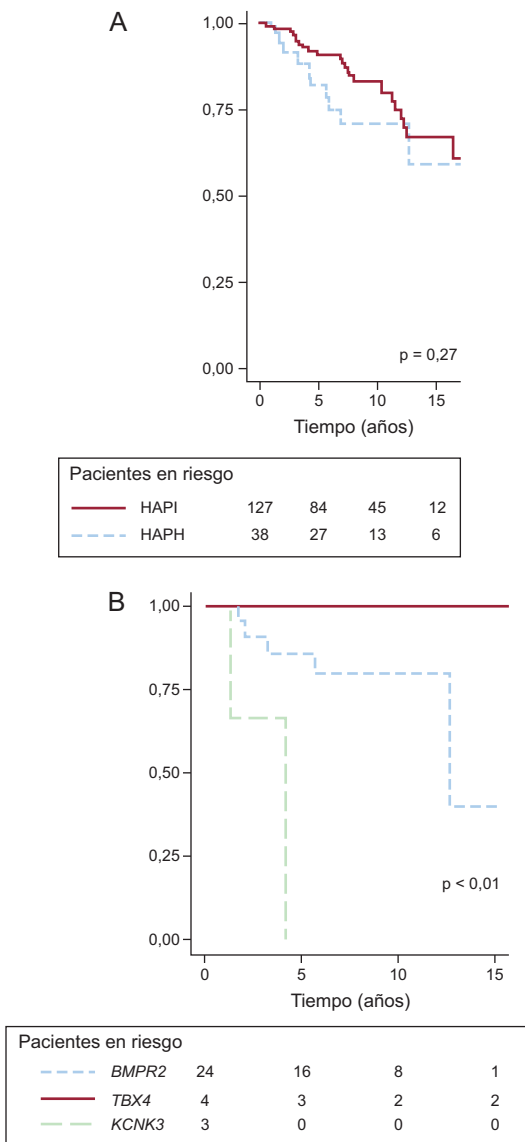 A
1,00
0,75
0,50
0,25
0,00
p = 0,27
0 5 10 15
Tiempo (años)
Pacientes en riesgo
HAPI 127 84 45 12
HAPH 38 27 13 6
B
1,00
0,75
0,50
0,25
0,00
p < 0,01
0 5 10 15
Tiempo (años)
Pacientes en riesgo
BMPR2 24 16 8 1
TBX4 4 3 2 2
KCNK3 3 0 0 0